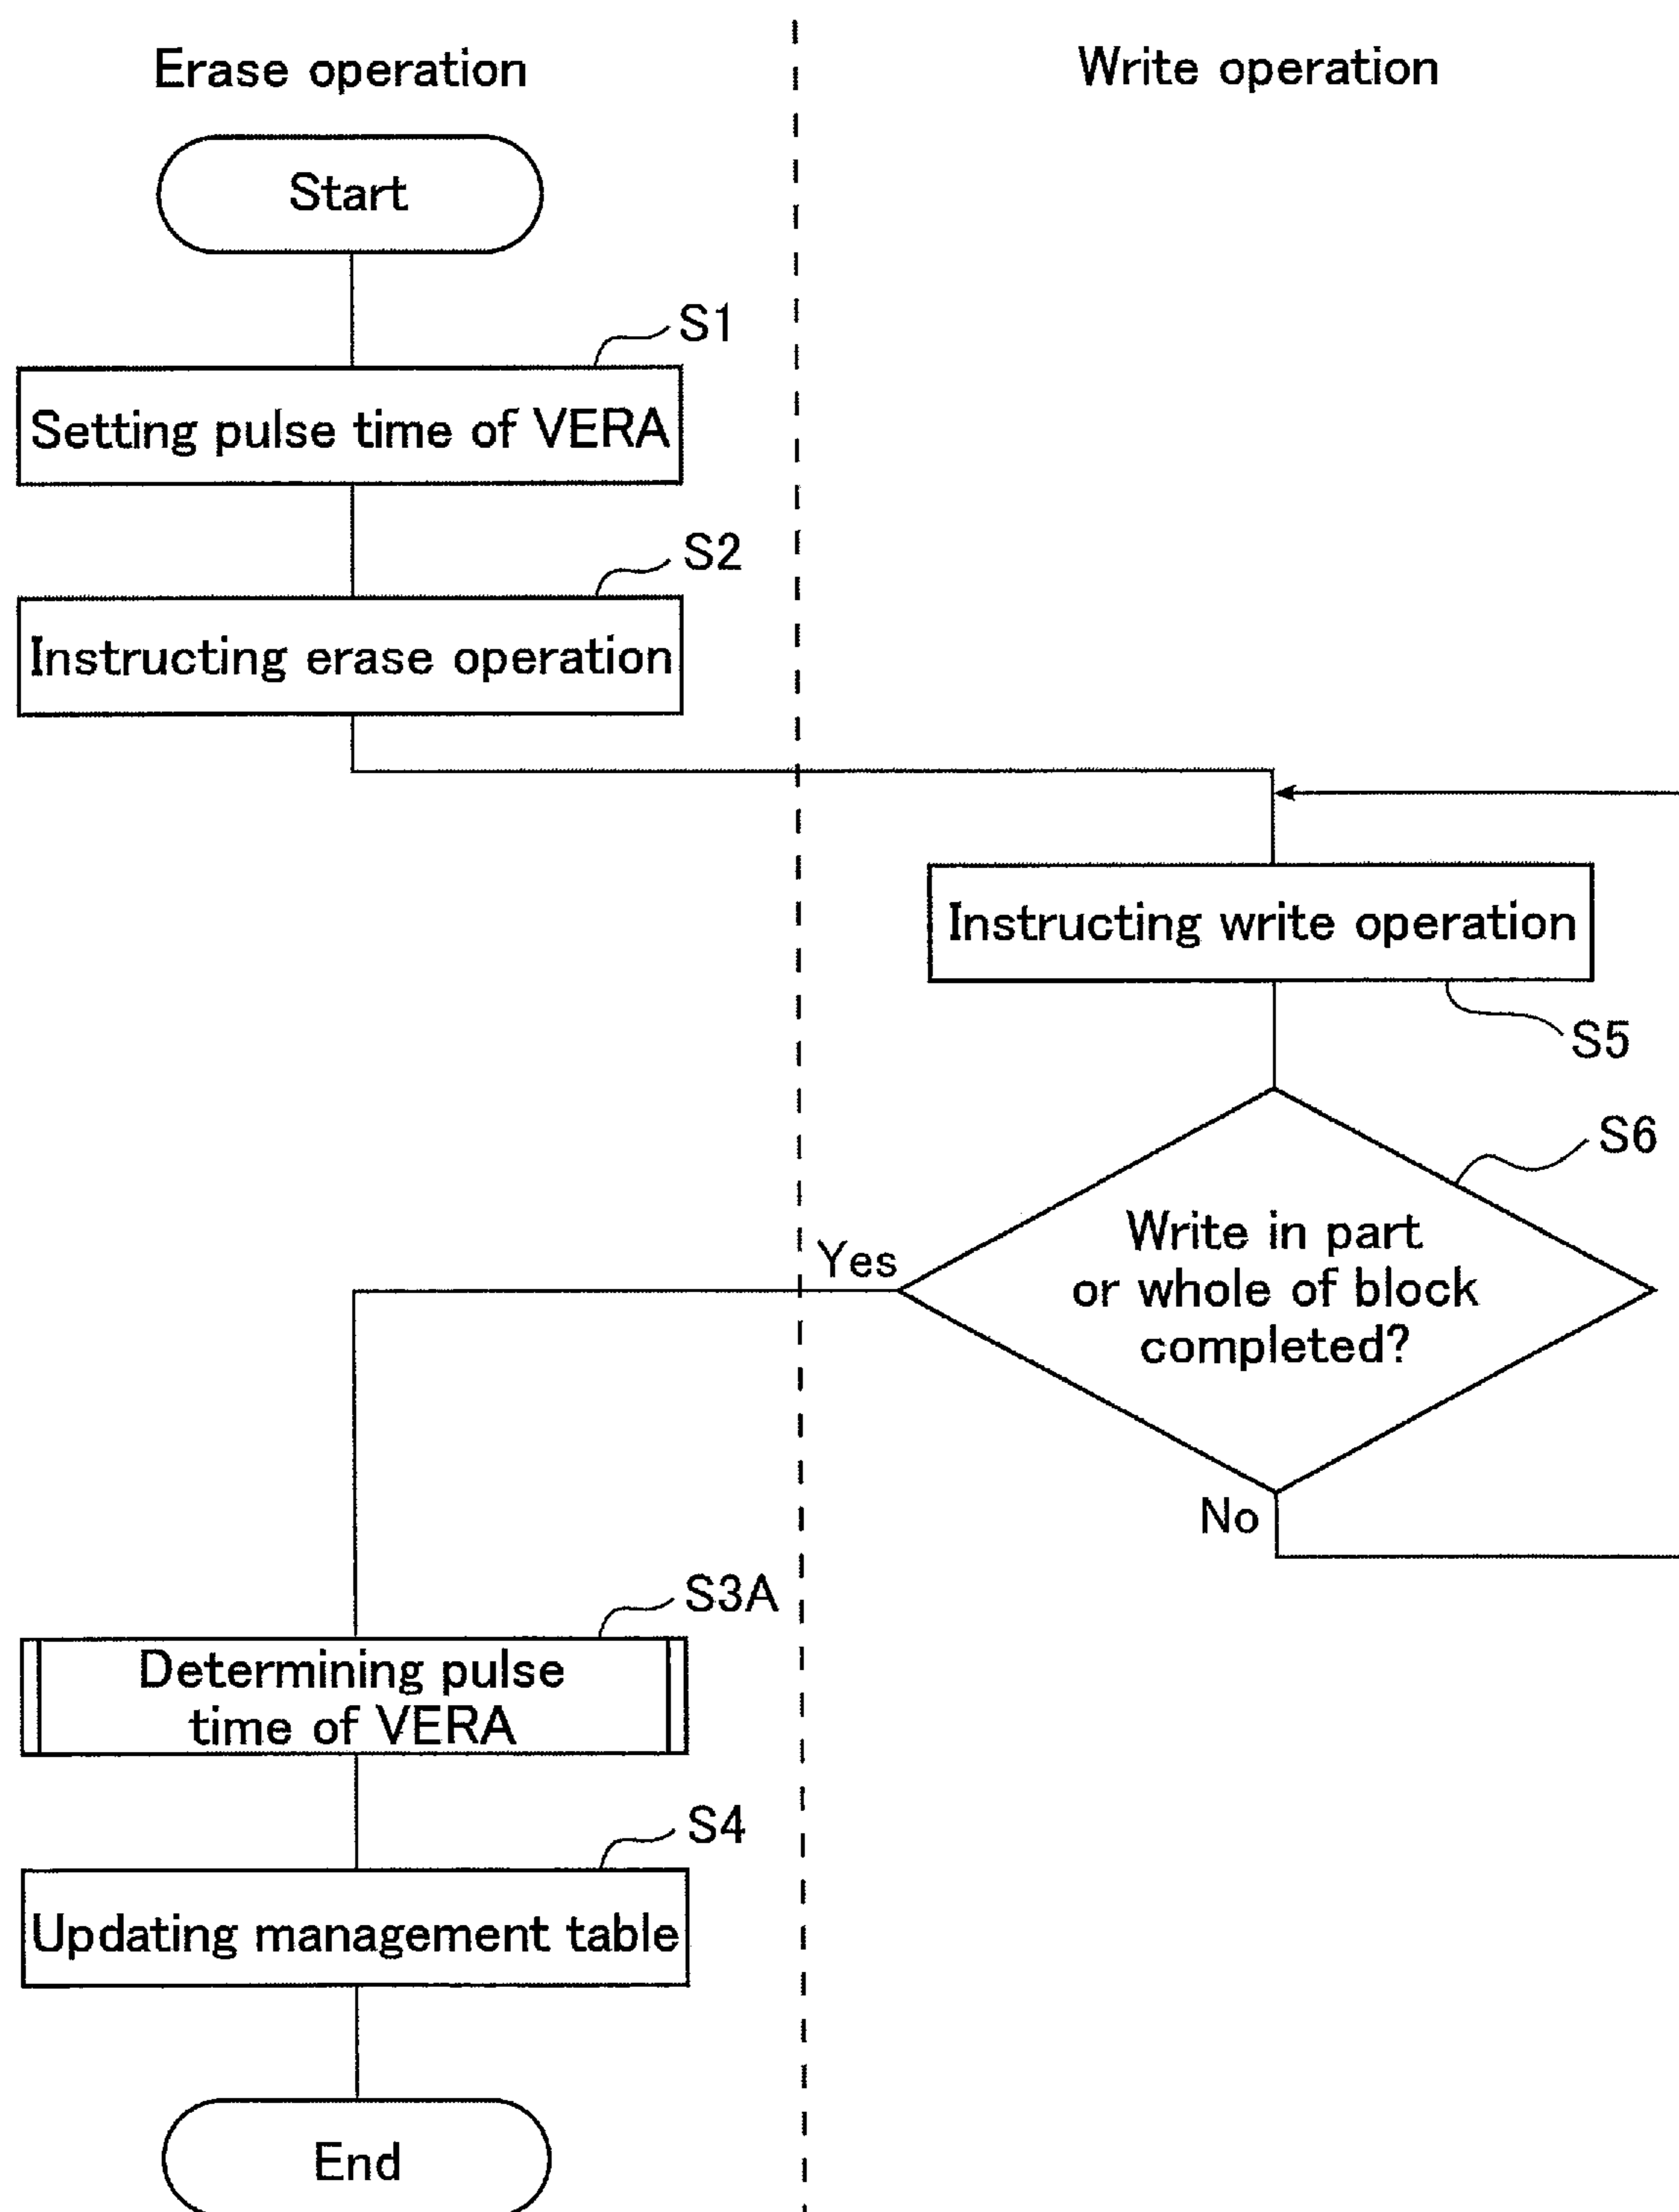 Erase operation
Write operation
Start
S1
Setting pulse time of VERA
S2
Instructing erase operation
Instructing write operation
S5
S6
Write in part
or whole of block
completed?
Yes
No
S3A
Determining pulse
time of VERA
S4
Updating management table
End